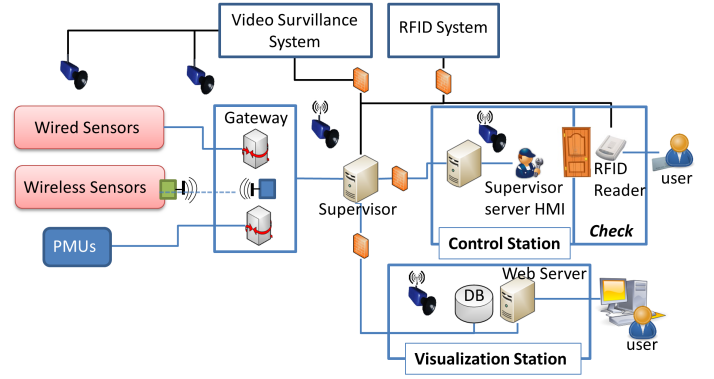 Video Survillance
System
RFID System
Wired Sensors
Gateway
Wireless Sensors
PMUs
Supervisor
Supervisor
server HMI
RFID
Reader
user
Control Station
Check
Web Server
DB
user
Visualization Station